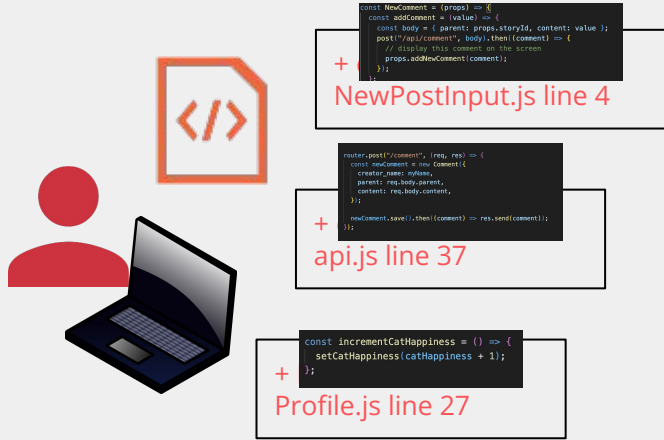 const NewComment = (props) => {
const addComment = (value) => {
const body = { parent: props.storyId, content: value };
post("/api/comment", body).then((comment) => {
// display this comment on the screen
props.addNewComment(comment);
});
};
+
NewPostInput.js line 4
</>
router.post("/comment", (req, res) => {
const newComment = new Comment({
creator_name: myName,
parent: req.body.parent,
content: req.body.content,
});
newComment.save().then((comment) => res.send(comment));
});
+
api.js line 37
const incrementCatHappiness = () => {
setCatHappiness(catHappiness + 1);
};
+
Profile.js line 27